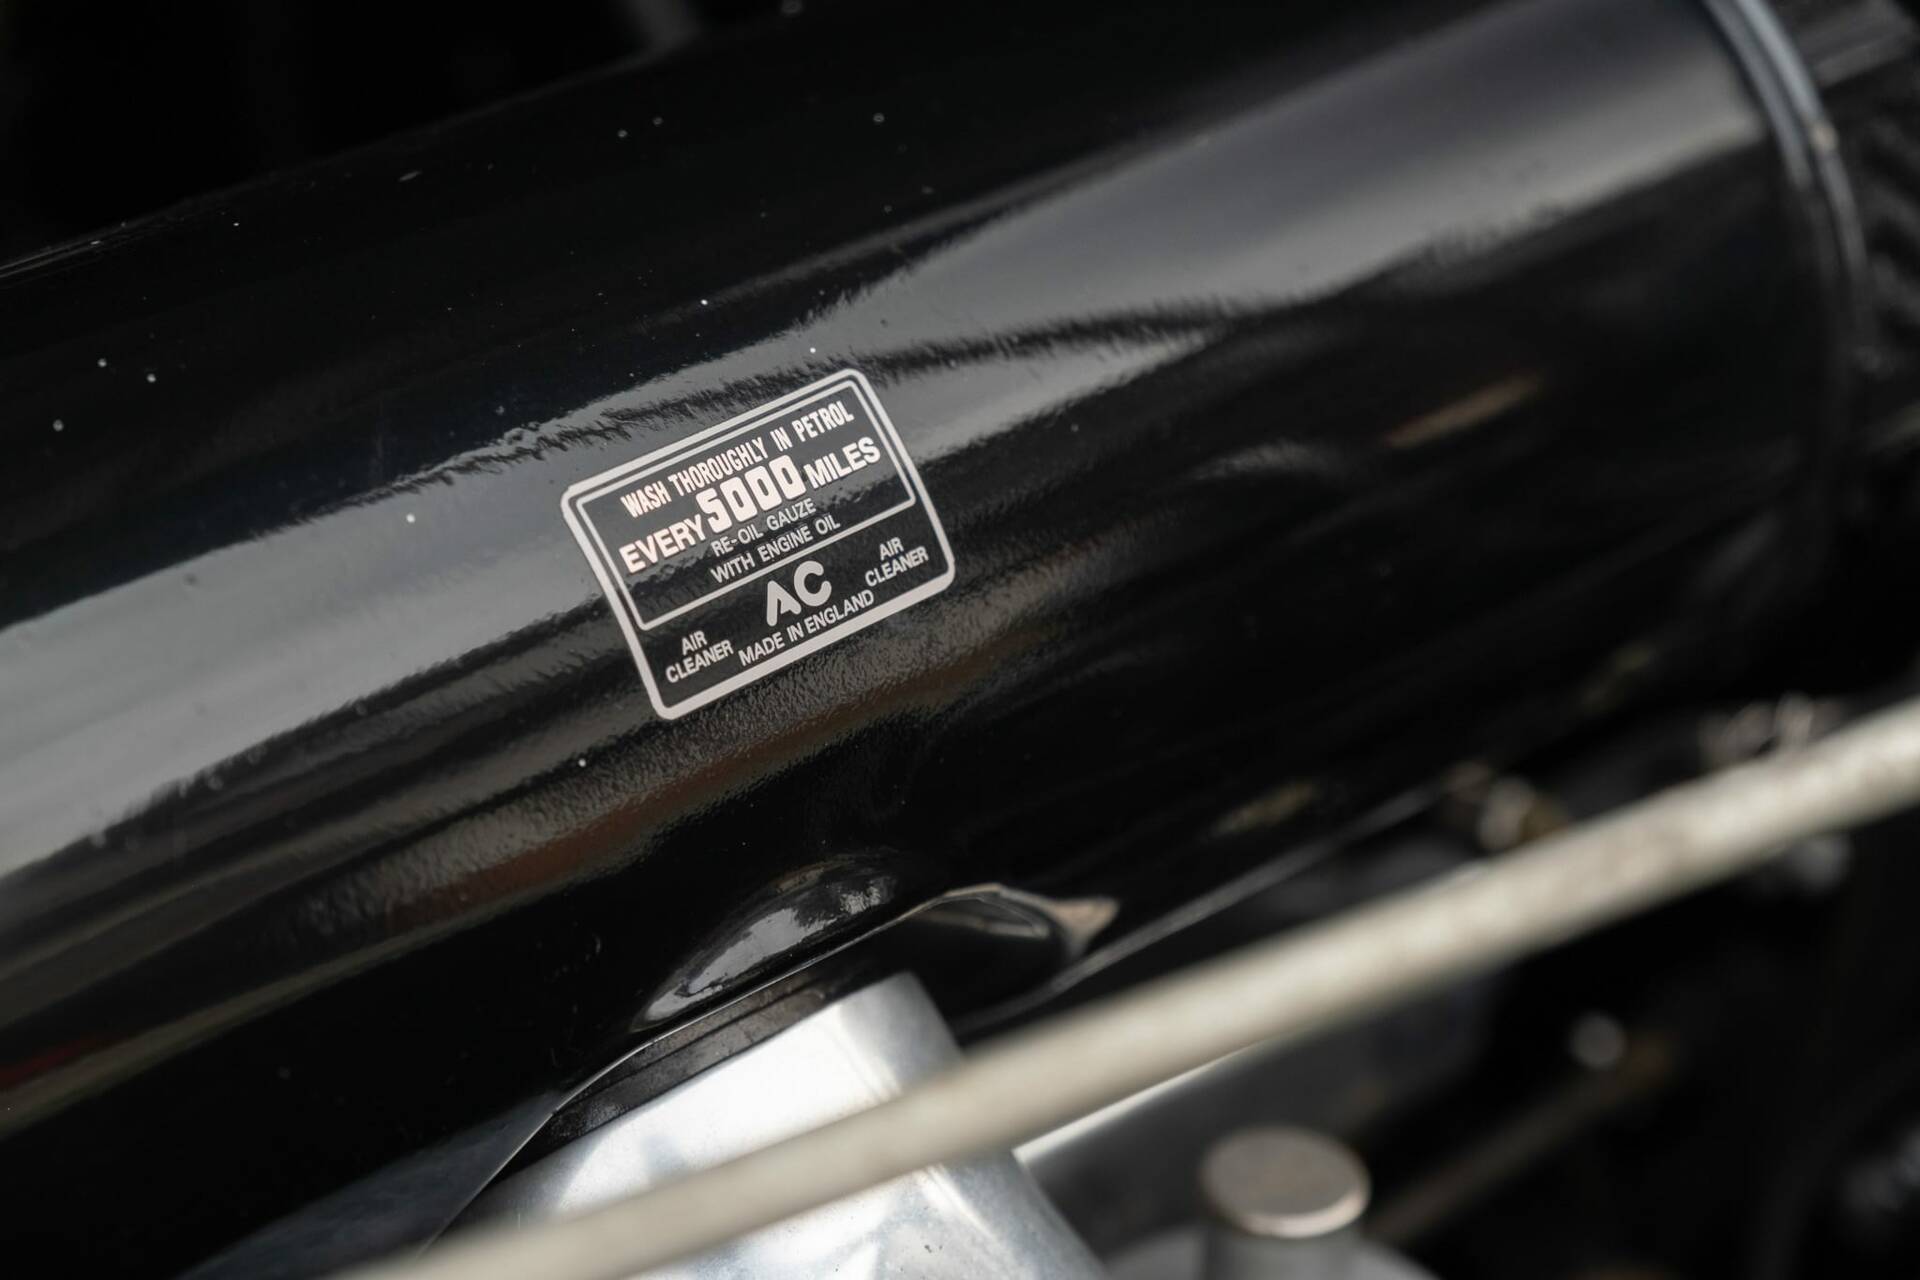 WASH THOROUGHLY IN PETROL
EVERY 5000 MILES
RE-OIL GAUZE
WITH ENGINE OIL
AC
AIR
CLEANER
MADE IN ENGLAND
AIR
CLEANER